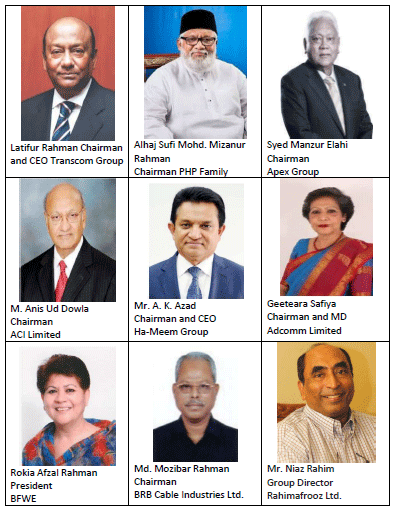 Latifur Rahman Chairman
and CEO Transcom Group
Alhaj Sufi Mohd. Mizanur
Rahman
Chairman PHP Family
Syed Manzur Elahi
Chairman
Apex Group
M. Anis Ud Dowla
Chairman
ACI Limited
Mr. A. K. Azad
Chairman and CEO
Ha-Meem Group
Geeteara Safiya
Chairman and MD
Adcomm Limited
Rokia Afzal Rahman
President
BFWE
Md. Mozibar Rahman
Chairman
BRB Cable Industries Ltd.
Mr. Niaz Rahim
Group Director
Rahimafrooz Ltd.